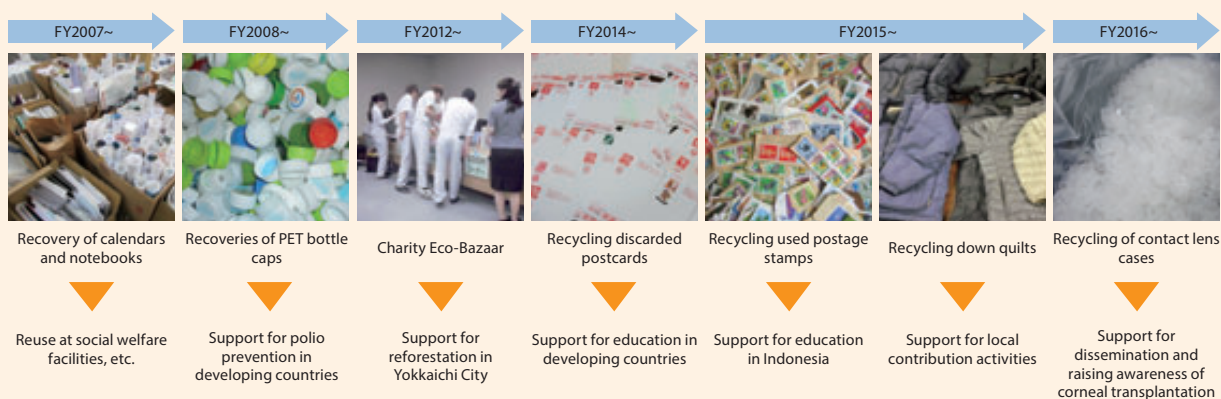 FY2007~
FY2008~
FY2012~
FY2014~
FY2015~
FY2016~
Recovery of calendars
and notebooks
Recoveries of PET bottle
caps
Charity Eco-Bazaar
Recycling discarded
postcards
Recycling used postage
stamps
Recycling down quilts
Recycling of contact lens
cases
Reuse at social welfare
facilities, etc.
Support for polio
prevention in
developing countries
Support for
reforestation in
Yokkaichi City
Support for education in
developing countries
Support for education
in Indonesia
Support for local
contribution activities
Support for
dissemination and
raising awareness of
corneal transplantation